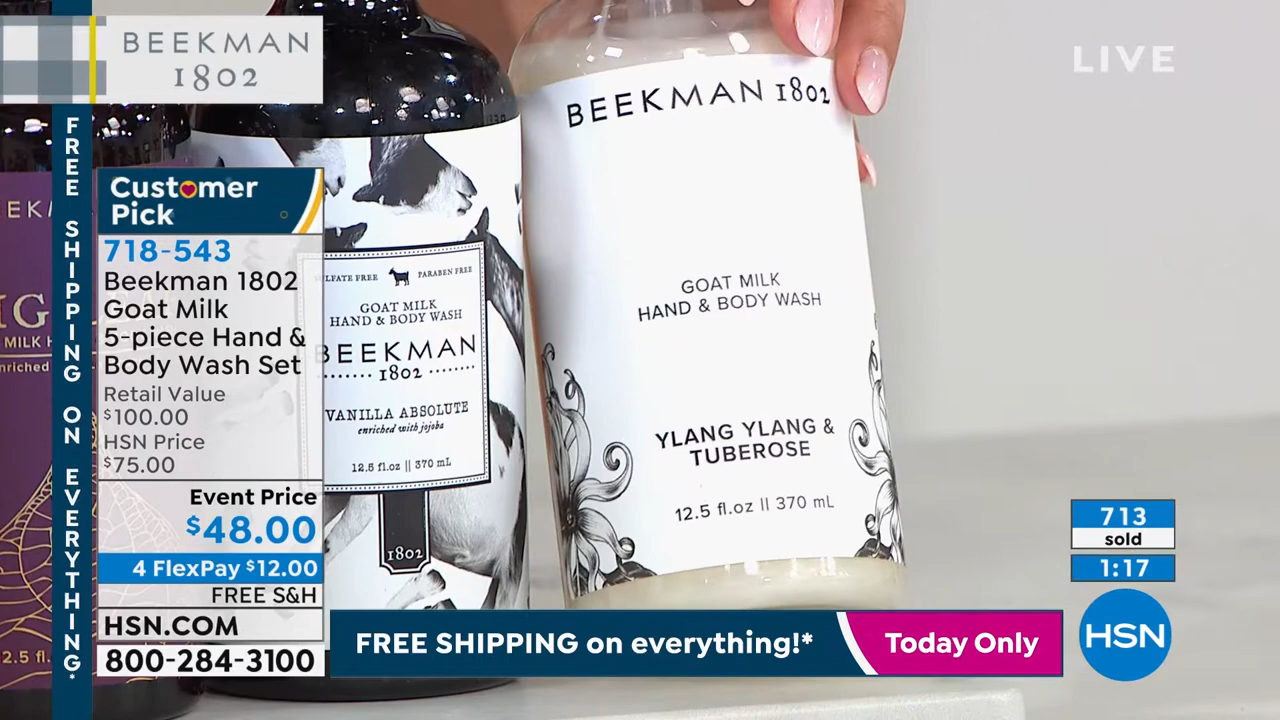 BEEKMAN
1802
LIVE
FREE SHIPPING ON EVERYTHING*
Customer
Pick
718-543
Beekman 1802
Goat Milk
5-piece Hand &
Body Wash Set
Retail Value
$100.00
HSN Price
$75.00
Event Price
$48.00
4 FlexPay $12.00
FREE S&H
HSN.COM
800-284-3100
MILK
enriched
PARABEN FREE
FREE
GOAT MILK
HAND & BODY WASH
BEEKMAN
1802
VANILLA ABSOLUTE
enriched with jojoba
12.5 fl.oz || 370 mL
1802
BEEKMAN 1802
GOAT MILK
HAND & BODY WASH
YLANG YLANG &
TUBEROSE
12.5 fl.oz || 370 mL
713
sold
1:17
HSN
FREE SHIPPING on everything!*
Today Only